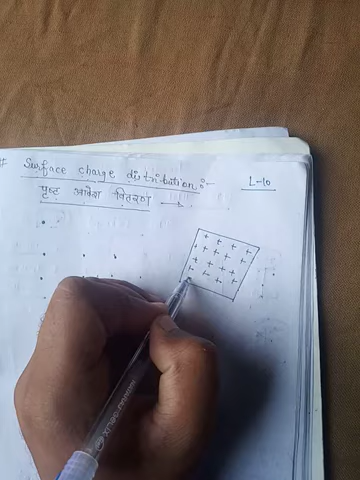 # Surface charge distribution :-
L-10
पृष्ट आवेश वितरण →
+ + + +
+ + + +
+ + + +
+ + + +